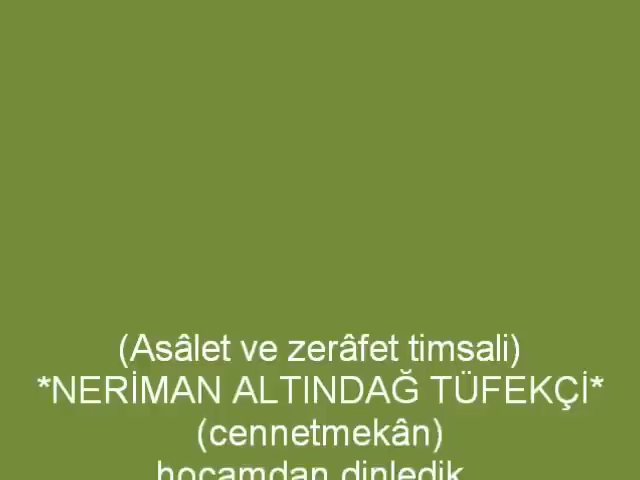 (Asâlet ve zerâfet timsali)
*NERİMAN ALTINDAĞ TÜFEKÇİ*
(cennetmekân)
hocamdan dinledik